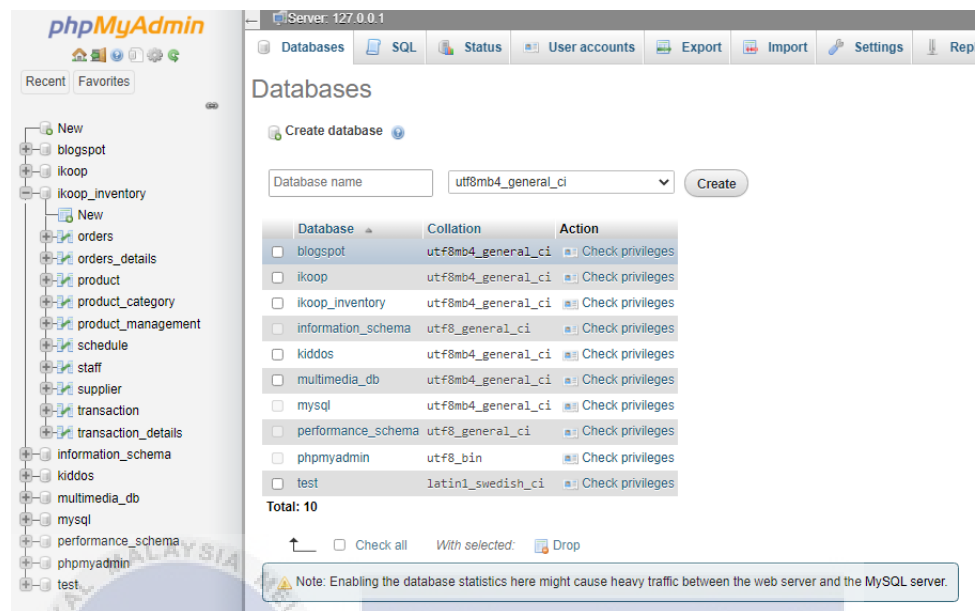 phpMyAdmin
Recent Favorites
New
blogspot
ikoop
ikoop_inventory
New
orders
orders_details
product
product_category
product_management
schedule
staff
supplier
transaction
transaction_details
information_schema
kiddos
multimedia_db
mysql
performance_schema
phpmyadmin
test
Server: 127.0.0.1
Databases SQL Status User accounts Export Import Settings Rep
Databases
Create database
Database name utf8mb4_general_ci Create
Database Collation Action
blogspot utf8mb4_general_ci Check privileges
ikoop utf8mb4_general_ci Check privileges
ikoop_inventory utf8mb4_general_ci Check privileges
information_schema utf8_general_ci Check privileges
kiddos utf8mb4_general_ci Check privileges
multimedia_db utf8mb4_general_ci Check privileges
mysql utf8mb4_general_ci Check privileges
performance_schema utf8_general_ci Check privileges
phpmyadmin utf8_bin Check privileges
test latin1_swedish_ci Check privileges
Total: 10
Check all With selected: Drop
Note: Enabling the database statistics here might cause heavy traffic between the web server and the MySQL server.
MALAYSIA